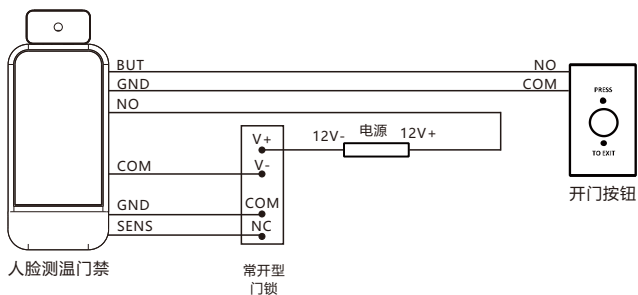 BUT
NO
GND
COM
NO
PRESS
TO EXIT
开门按钮
12V-
电源
12V+
V+
V-
COM
GND
COM
SENS
NC
人脸测温门禁
常开型
门锁